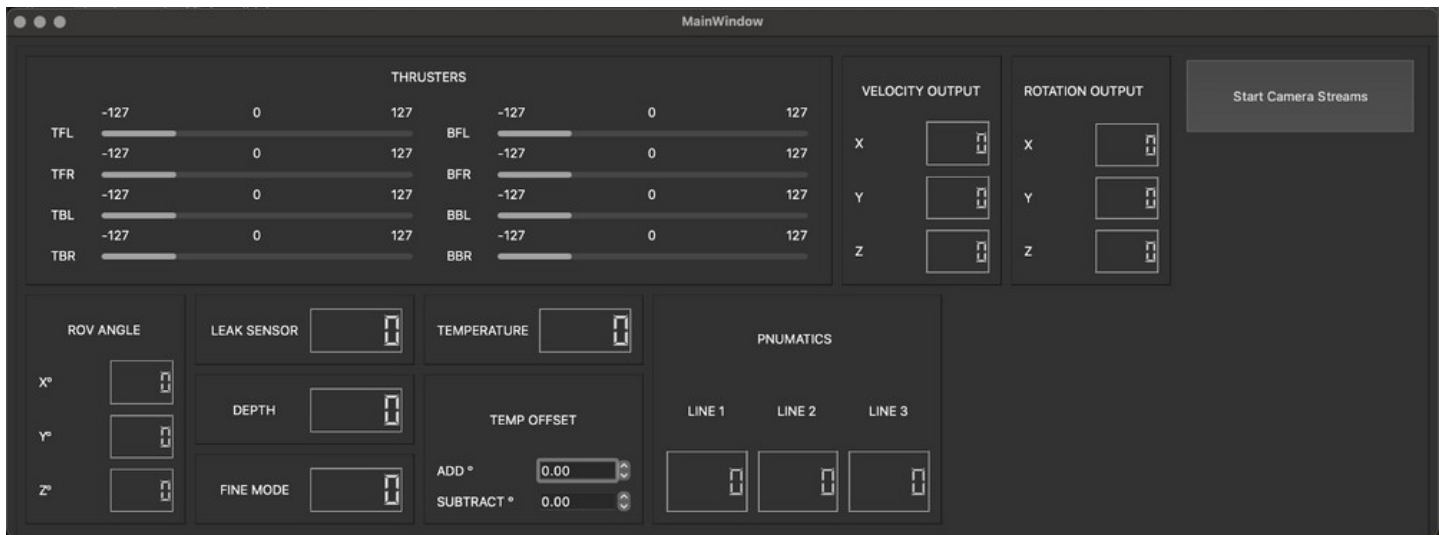 MainWindow
THRUSTERS
-127 0 127 -127 0 127
TFL BFL
-127 0 127 -127 0 127
TFR BFR
-127 0 127 -127 0 127
TBL BBL
-127 0 127 -127 0 127
TBR BBR
VELOCITY OUTPUT
X 0
Y 0
Z 0
ROTATION OUTPUT
X 0
Y 0
Z 0
Start Camera Streams
ROV ANGLE
Xº 0
Yº 0
Zº 0
LEAK SENSOR 0
DEPTH 0
FINE MODE 0
TEMPERATURE 0
TEMP OFFSET
ADD º 0.00
SUBTRACT º 0.00
PNUMATICS
LINE 1 LINE 2 LINE 3
0 0 0